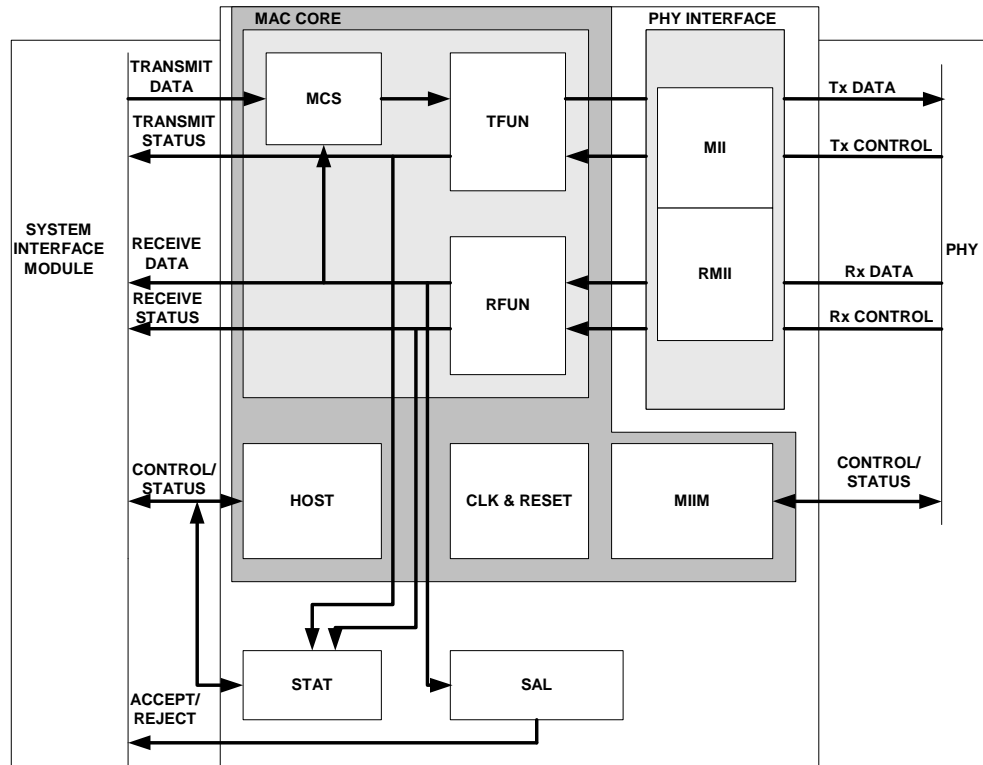 MAC CORE
PHY INTERFACE
TRANSMIT
DATA
MCS
TFUN
Tx DATA
TRANSMIT
STATUS
MII
Tx CONTROL
SYSTEM
INTERFACE
MODULE
RECEIVE
DATA
RFUN
RMII
Rx DATA
PHY
RECEIVE
STATUS
Rx CONTROL
CONTROL/
STATUS
HOST
CLK & RESET
MIIM
CONTROL/
STATUS
STAT
SAL
ACCEPT/
REJECT